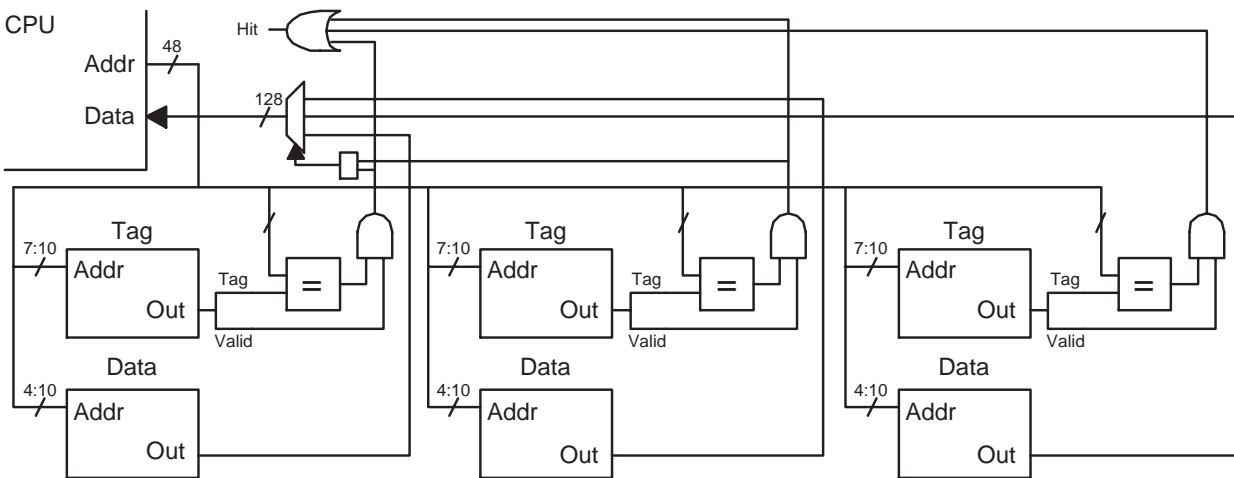 CPU
Hit
48
Addr
128
Data
Tag
Tag
Tag
7:10
Addr
Tag
=
Out
Valid
7:10
Addr
Tag
=
Out
Valid
7:10
Addr
Tag
=
Out
Valid
Data
Data
Data
4:10
Addr
Out
4:10
Addr
Out
4:10
Addr
Out